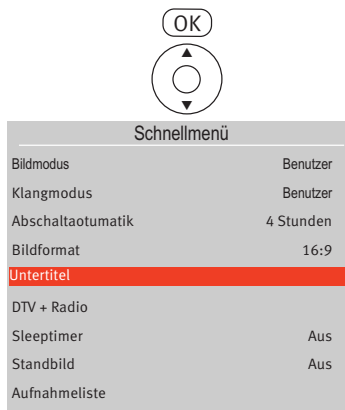 OK
Schnellmenü
Bildmodus Benutzer
Klangmodus Benutzer
Abschaltaotumatik 4 Stunden
Bildformat 16:9
Untertitel
DTV + Radio
Sleeptimer Aus
Standbild Aus
Aufnahmeliste